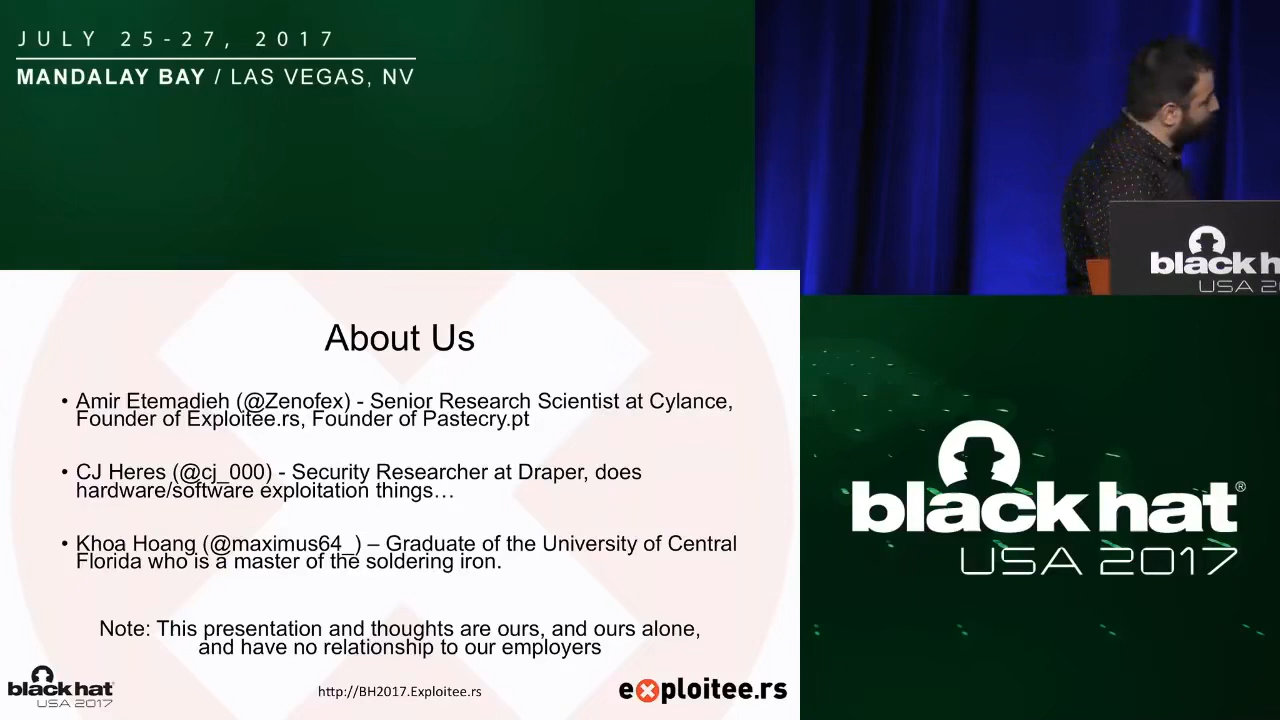 JULY 25-27, 2017
MANDALAY BAY / LAS VEGAS, NV
black h
USA 2
About Us
• Amir Etemadieh (@Zenofex) - Senior Research Scientist at Cylance,
Founder of Exploitee.rs, Founder of Pastecry.pt
• CJ Heres (@cj_000) - Security Researcher at Draper, does
hardware/software exploitation things…
• Khoa Hoang (@maximus64_) – Graduate of the University of Central
Florida who is a master of the soldering iron.
Note: This presentation and thoughts are ours, and ours alone,
and have no relationship to our employers
black hat
USA 2017
http://BH2017.Exploitee.rs
exploitee.rs
black hat®
USA 2017